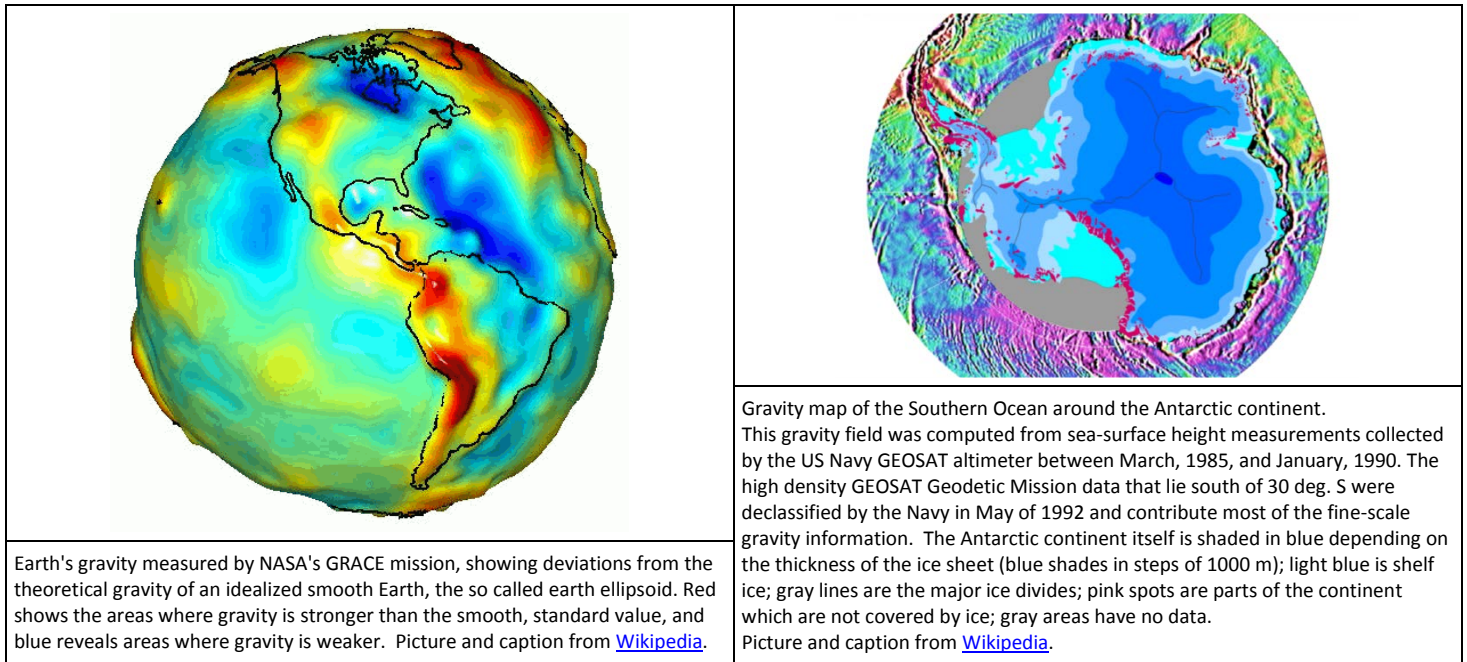 Earth's gravity measured by NASA's GRACE mission, showing deviations from the
theoretical gravity of an idealized smooth Earth, the so called earth ellipsoid. Red
shows the areas where gravity is stronger than the smooth, standard value, and
blue reveals areas where gravity is weaker.  Picture and caption from Wikipedia.
Gravity map of the Southern Ocean around the Antarctic continent.
This gravity field was computed from sea-surface height measurements collected
by the US Navy GEOSAT altimeter between March, 1985, and January, 1990. The
high density GEOSAT Geodetic Mission data that lie south of 30 deg. S were
declassified by the Navy in May of 1992 and contribute most of the fine-scale
gravity information.  The Antarctic continent itself is shaded in blue depending on
the thickness of the ice sheet (blue shades in steps of 1000 m); light blue is shelf
ice; gray lines are the major ice divides; pink spots are parts of the continent
which are not covered by ice; gray areas have no data.
Picture and caption from Wikipedia.